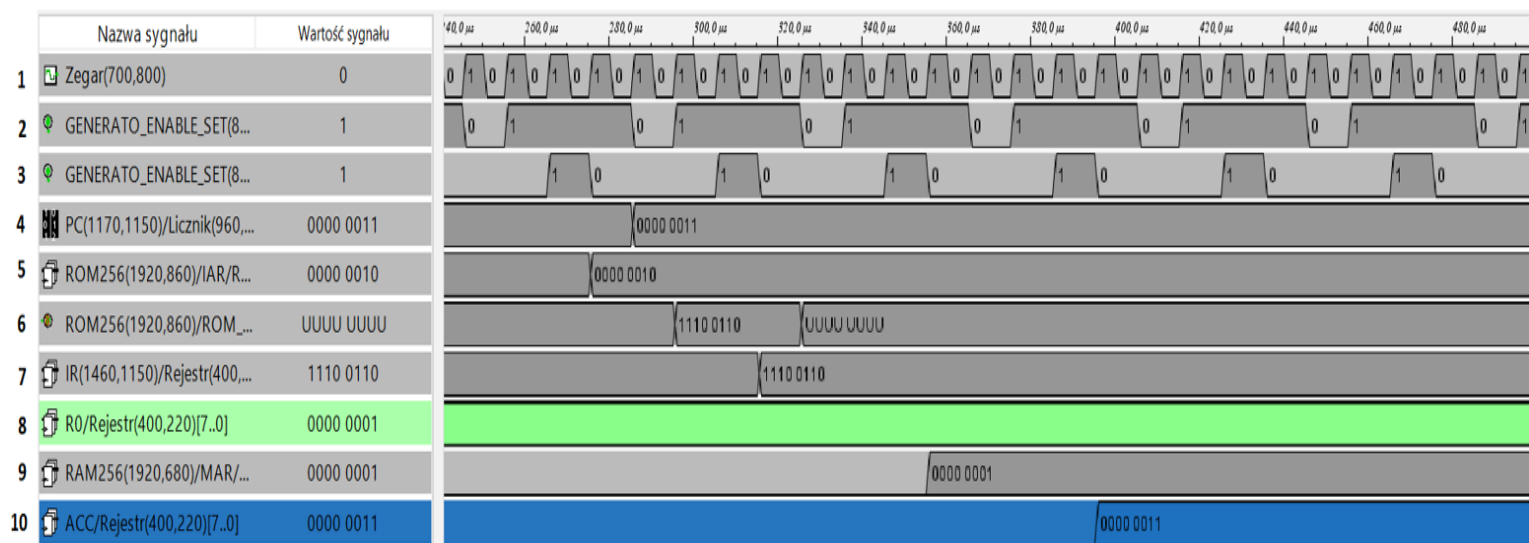 Nazwa sygnału Wartość sygnału 240,0 µs 260,0 µs 280,0 µs 300,0 µs 320,0 µs 340,0 µs 360,0 µs 380,0 µs 400,0 µs 420,0 µs 440,0 µs 460,0 µs 480,0 µs
1 Zegar(700,800) 0 0 1 0 1 0 1 0 1 0 1 0 1 0 1 0 1 0 1 0 1 0 1 0 1 0 1 0 1 0 1 0 1 0 1 0 1 0 1 0 1 0 1 0 1 0 1 0 1 0 1
2 GENERATO_ENABLE_SET(8... 1 0 1 0 1 0 1 0 1 0 1 0 1 0 1
3 GENERATO_ENABLE_SET(8... 1 1 0 1 0 1 0 1 0 1 0 1 0
4 PC(1170,1150)/Licznik(960,... 0000 0011 0000 0011
5 ROM256(1920,860)/IAR/R... 0000 0010 0000 0010
6 ROM256(1920,860)/ROM_... UUUU UUUU 1110 0110 UUUU UUUU
7 IR(1460,1150)/Rejestr(400,... 1110 0110 1110 0110
8 R0/Rejestr(400,220)[7..0] 0000 0001
9 RAM256(1920,680)/MAR/... 0000 0001 0000 0001
10 ACC/Rejestr(400,220)[7..0] 0000 0011 0000 0011